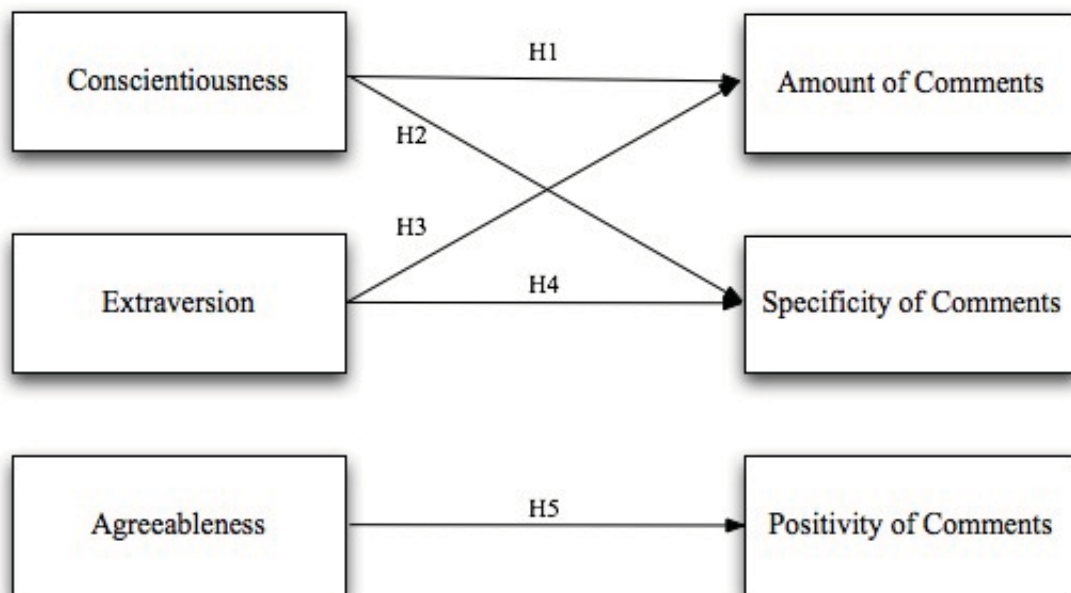 Conscientiousness
H1
Amount of Comments
H2
H3
Extraversion
H4
Specificity of Comments
Agreeableness
H5
Positivity of Comments